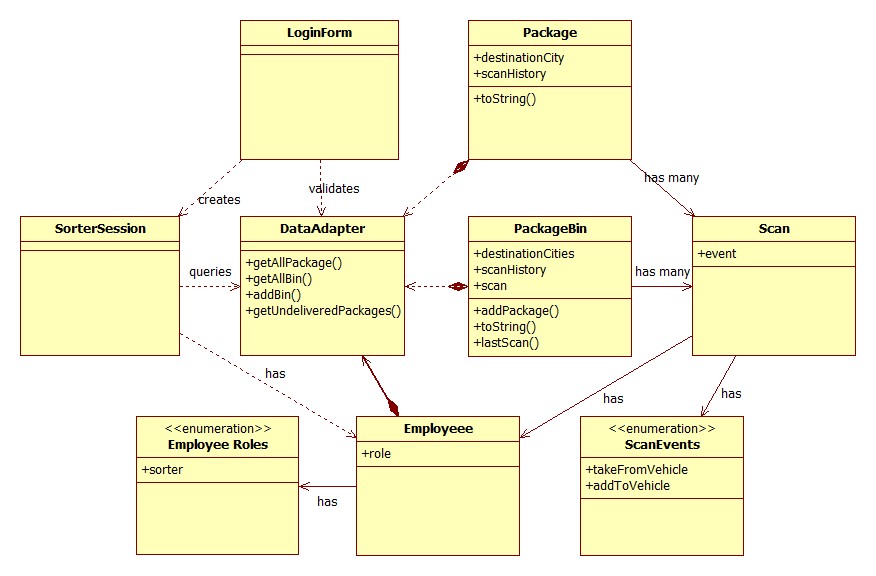 LoginForm
Package
+destinationCity
+scanHistory
+toString()
creates
validates
has many
SorterSession
DataAdapter
+getAllPackage()
+getAllBin()
+addBin()
+getUndeliveredPackages()
queries
PackageBin
+destinationCities
+scanHistory
+scan
+addPackage()
+toString()
+lastScan()
has many
Scan
+event
has
has
has
<<enumeration>>
Employee Roles
+sorter
has
Employeee
+role
<<enumeration>>
ScanEvents
+takeFromVehicle
+addToVehicle